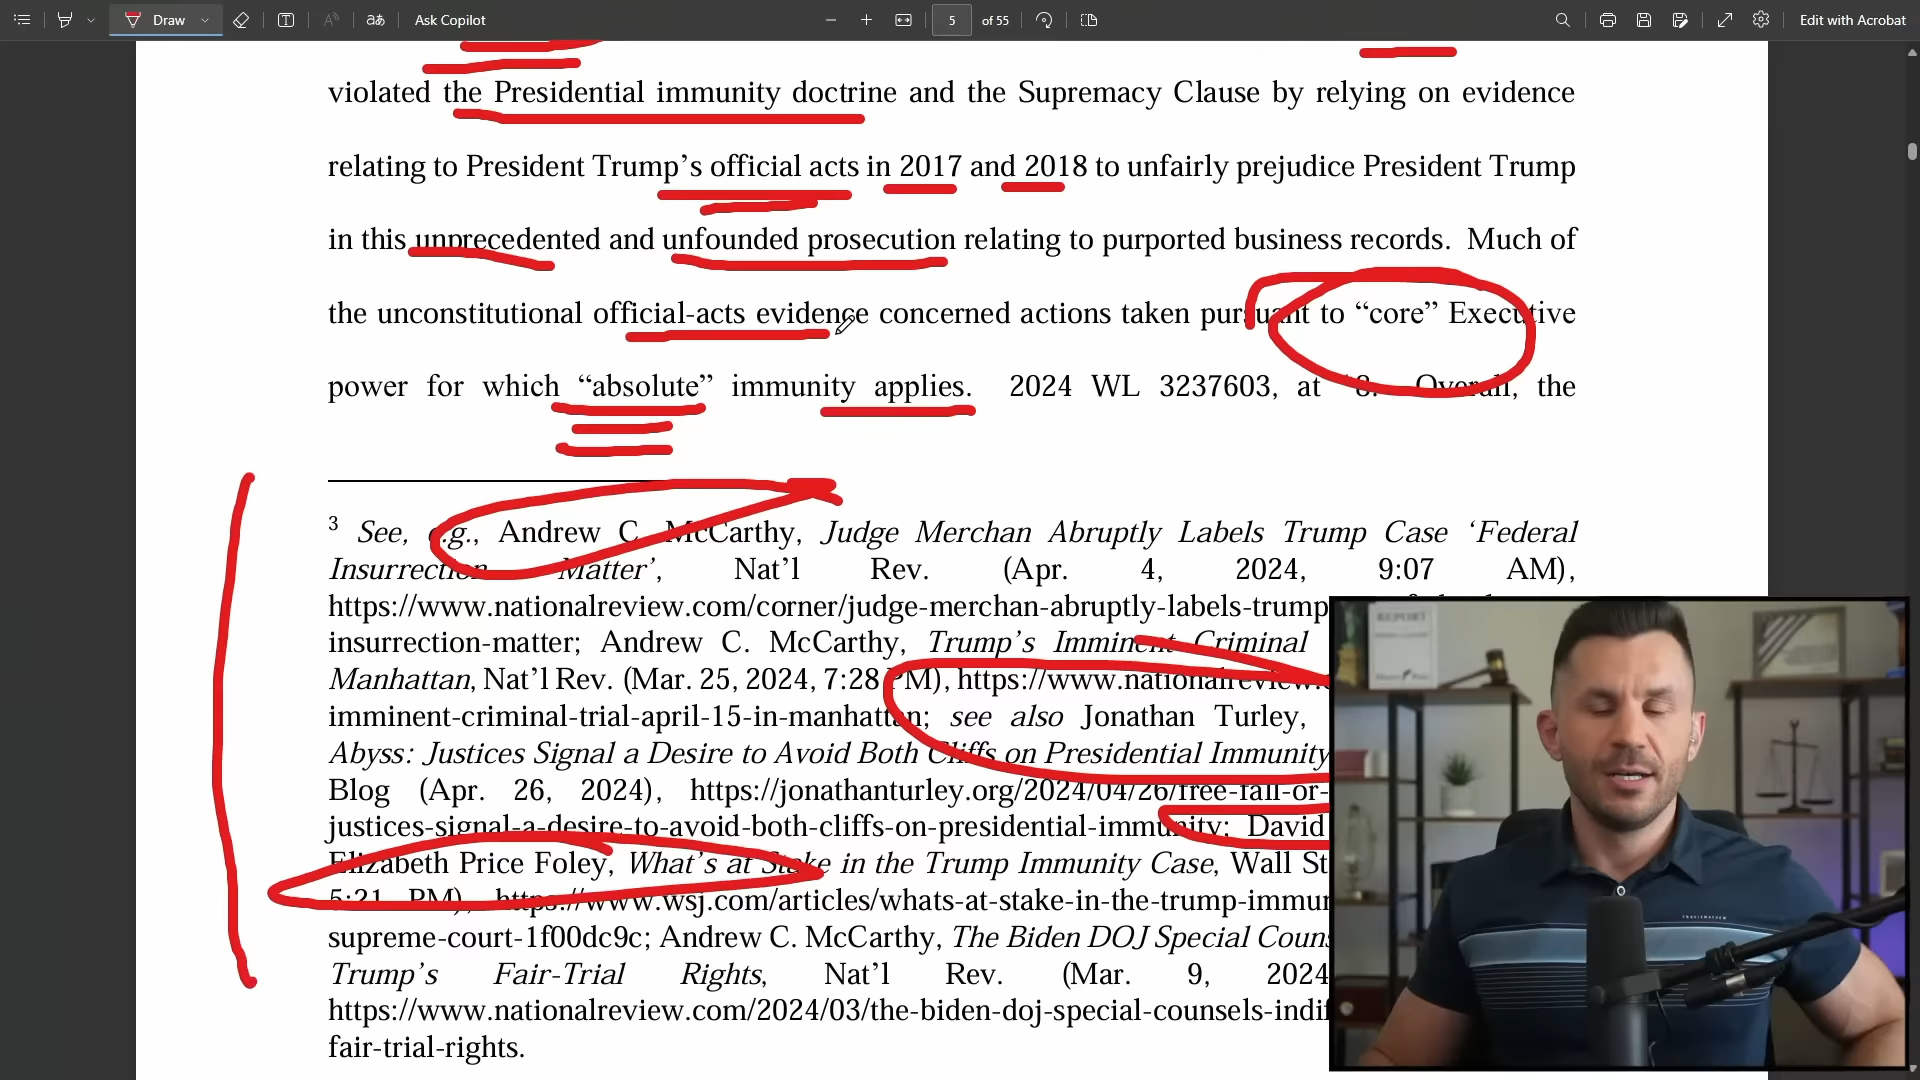 Draw
Ask Copilot
5 of 55
Edit with Acrobat
violated the Presidential immunity doctrine and the Supremacy Clause by relying on evidence
relating to President Trump’s official acts in 2017 and 2018 to unfairly prejudice President Trump
in this unprecedented and unfounded prosecution relating to purported business records. Much of
the unconstitutional official-acts evidence concerned actions taken pursuant to “core” Executive
power for which “absolute” immunity applies. 2024 WL 3237603, at *8. Overall, the
3 See, e.g., Andrew C. McCarthy, Judge Merchan Abruptly Labels Trump Case ‘Federal
Insurrection Matter’, Nat’l Rev. (Apr. 4, 2024, 9:07 AM),
https://www.nationalreview.com/corner/judge-merchan-abruptly-labels-trump
insurrection-matter; Andrew C. McCarthy, Trump’s Imminent Criminal
Manhattan, Nat’l Rev. (Mar. 25, 2024, 7:28 PM), https://www.nationalreview.
imminent-criminal-trial-april-15-in-manhattan; see also Jonathan Turley,
Abyss: Justices Signal a Desire to Avoid Both Cliffs on Presidential Immunity
Blog (Apr. 26, 2024), https://jonathanturley.org/2024/04/26/free-fall-or-
justices-signal-a-desire-to-avoid-both-cliffs-on-presidential-immunity; David
Elizabeth Price Foley, What’s at Stake in the Trump Immunity Case, Wall St
5:21 PM), https://www.wsj.com/articles/whats-at-stake-in-the-trump-immun
supreme-court-1f00dc9c; Andrew C. McCarthy, The Biden DOJ Special Couns
Trump’s Fair-Trial Rights, Nat’l Rev. (Mar. 9, 2024
https://www.nationalreview.com/2024/03/the-biden-doj-special-counsels-indif
fair-trial-rights.
REPORT
TRAVISMATHEW